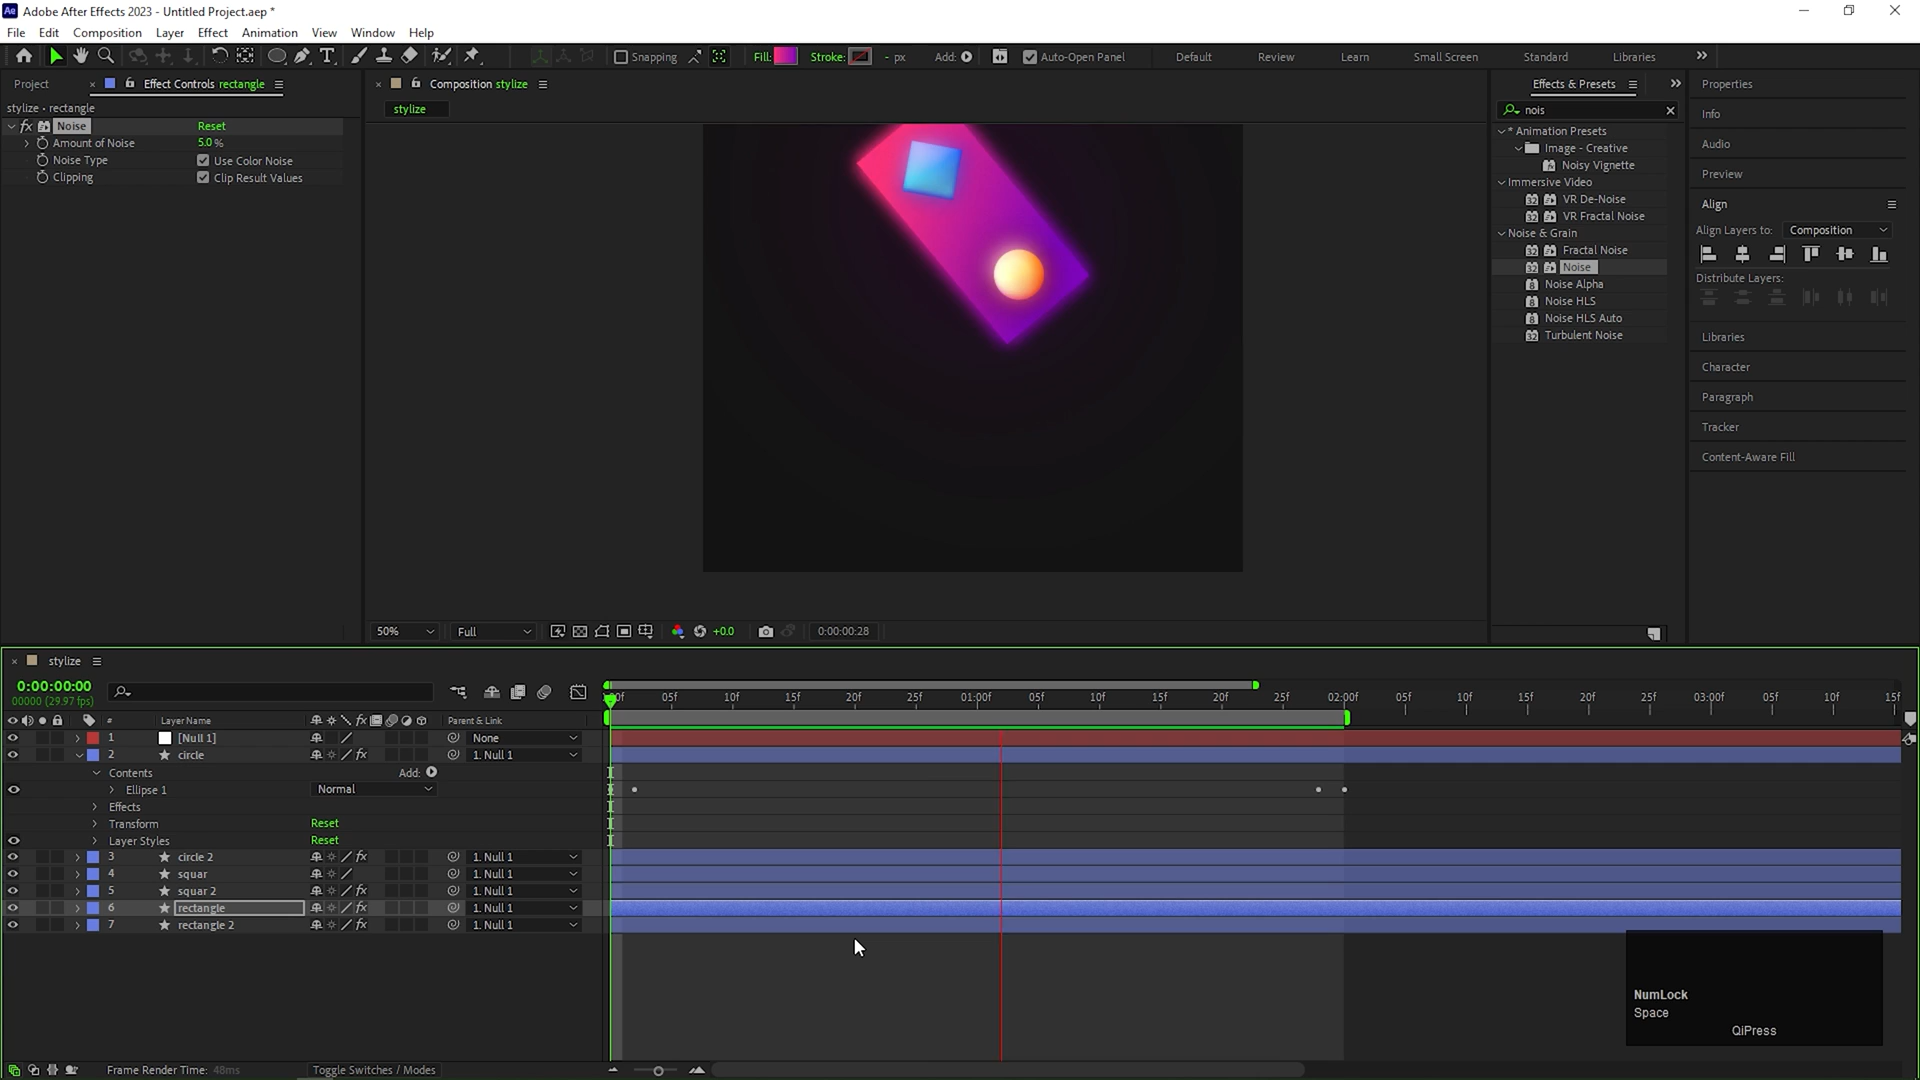 Ae Adobe After Effects 2023 - Untitled Project.aep *
File Edit Composition Layer Effect Animation View Window Help
Snapping Fill: Stroke: - px Add: Auto-Open Panel Default Review Learn Small Screen Standard Libraries
Project Effect Controls rectangle
stylize • rectangle
fx Noise Reset
Amount of Noise 5.0 %
Noise Type Use Color Noise
Clipping Clip Result Values
Composition stylize
stylize
50% Full +0.0 0:00:00:28
Effects & Presets
nois
* Animation Presets
Image - Creative
Noisy Vignette
Immersive Video
VR De-Noise
VR Fractal Noise
Noise & Grain
Fractal Noise
Noise
Noise Alpha
Noise HLS
Noise HLS Auto
Turbulent Noise
Properties
Info
Audio
Preview
Align
Align Layers to: Composition
Distribute Layers:
Libraries
Character
Paragraph
Tracker
Content-Aware Fill
stylize
0:00:00:00
00000 (29.97 fps)
05f 10f 15f 20f 25f 01:00f 05f 10f 15f 20f 25f 02:00f 05f 10f 15f 20f 25f 03:00f 05f 10f 15f
# Layer Name Parent & Link
1 [Null 1] None
2 circle 1. Null 1
Contents Add:
Ellipse 1 Normal
Effects
Transform Reset
Layer Styles Reset
3 circle 2 1. Null 1
4 squar 1. Null 1
5 squar 2 1. Null 1
6 rectangle 1. Null 1
7 rectangle 2 1. Null 1
NumLock
Space
QiPress
Frame Render Time: 48ms Toggle Switches / Modes